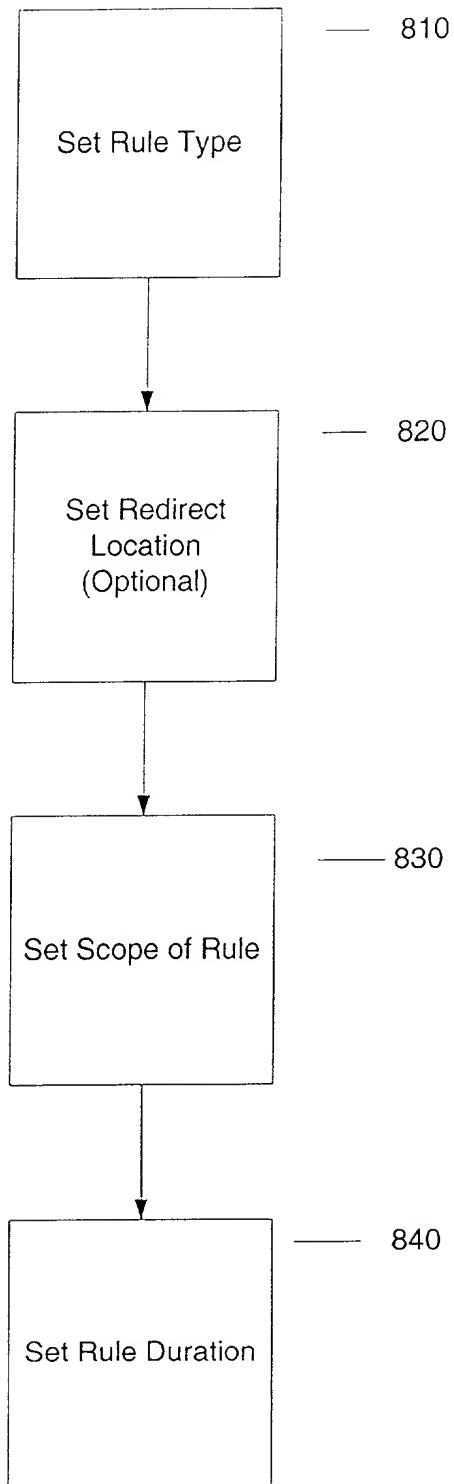 810
Set Rule Type
820
Set Redirect
Location
(Optional)
830
Set Scope of Rule
840
Set Rule Duration